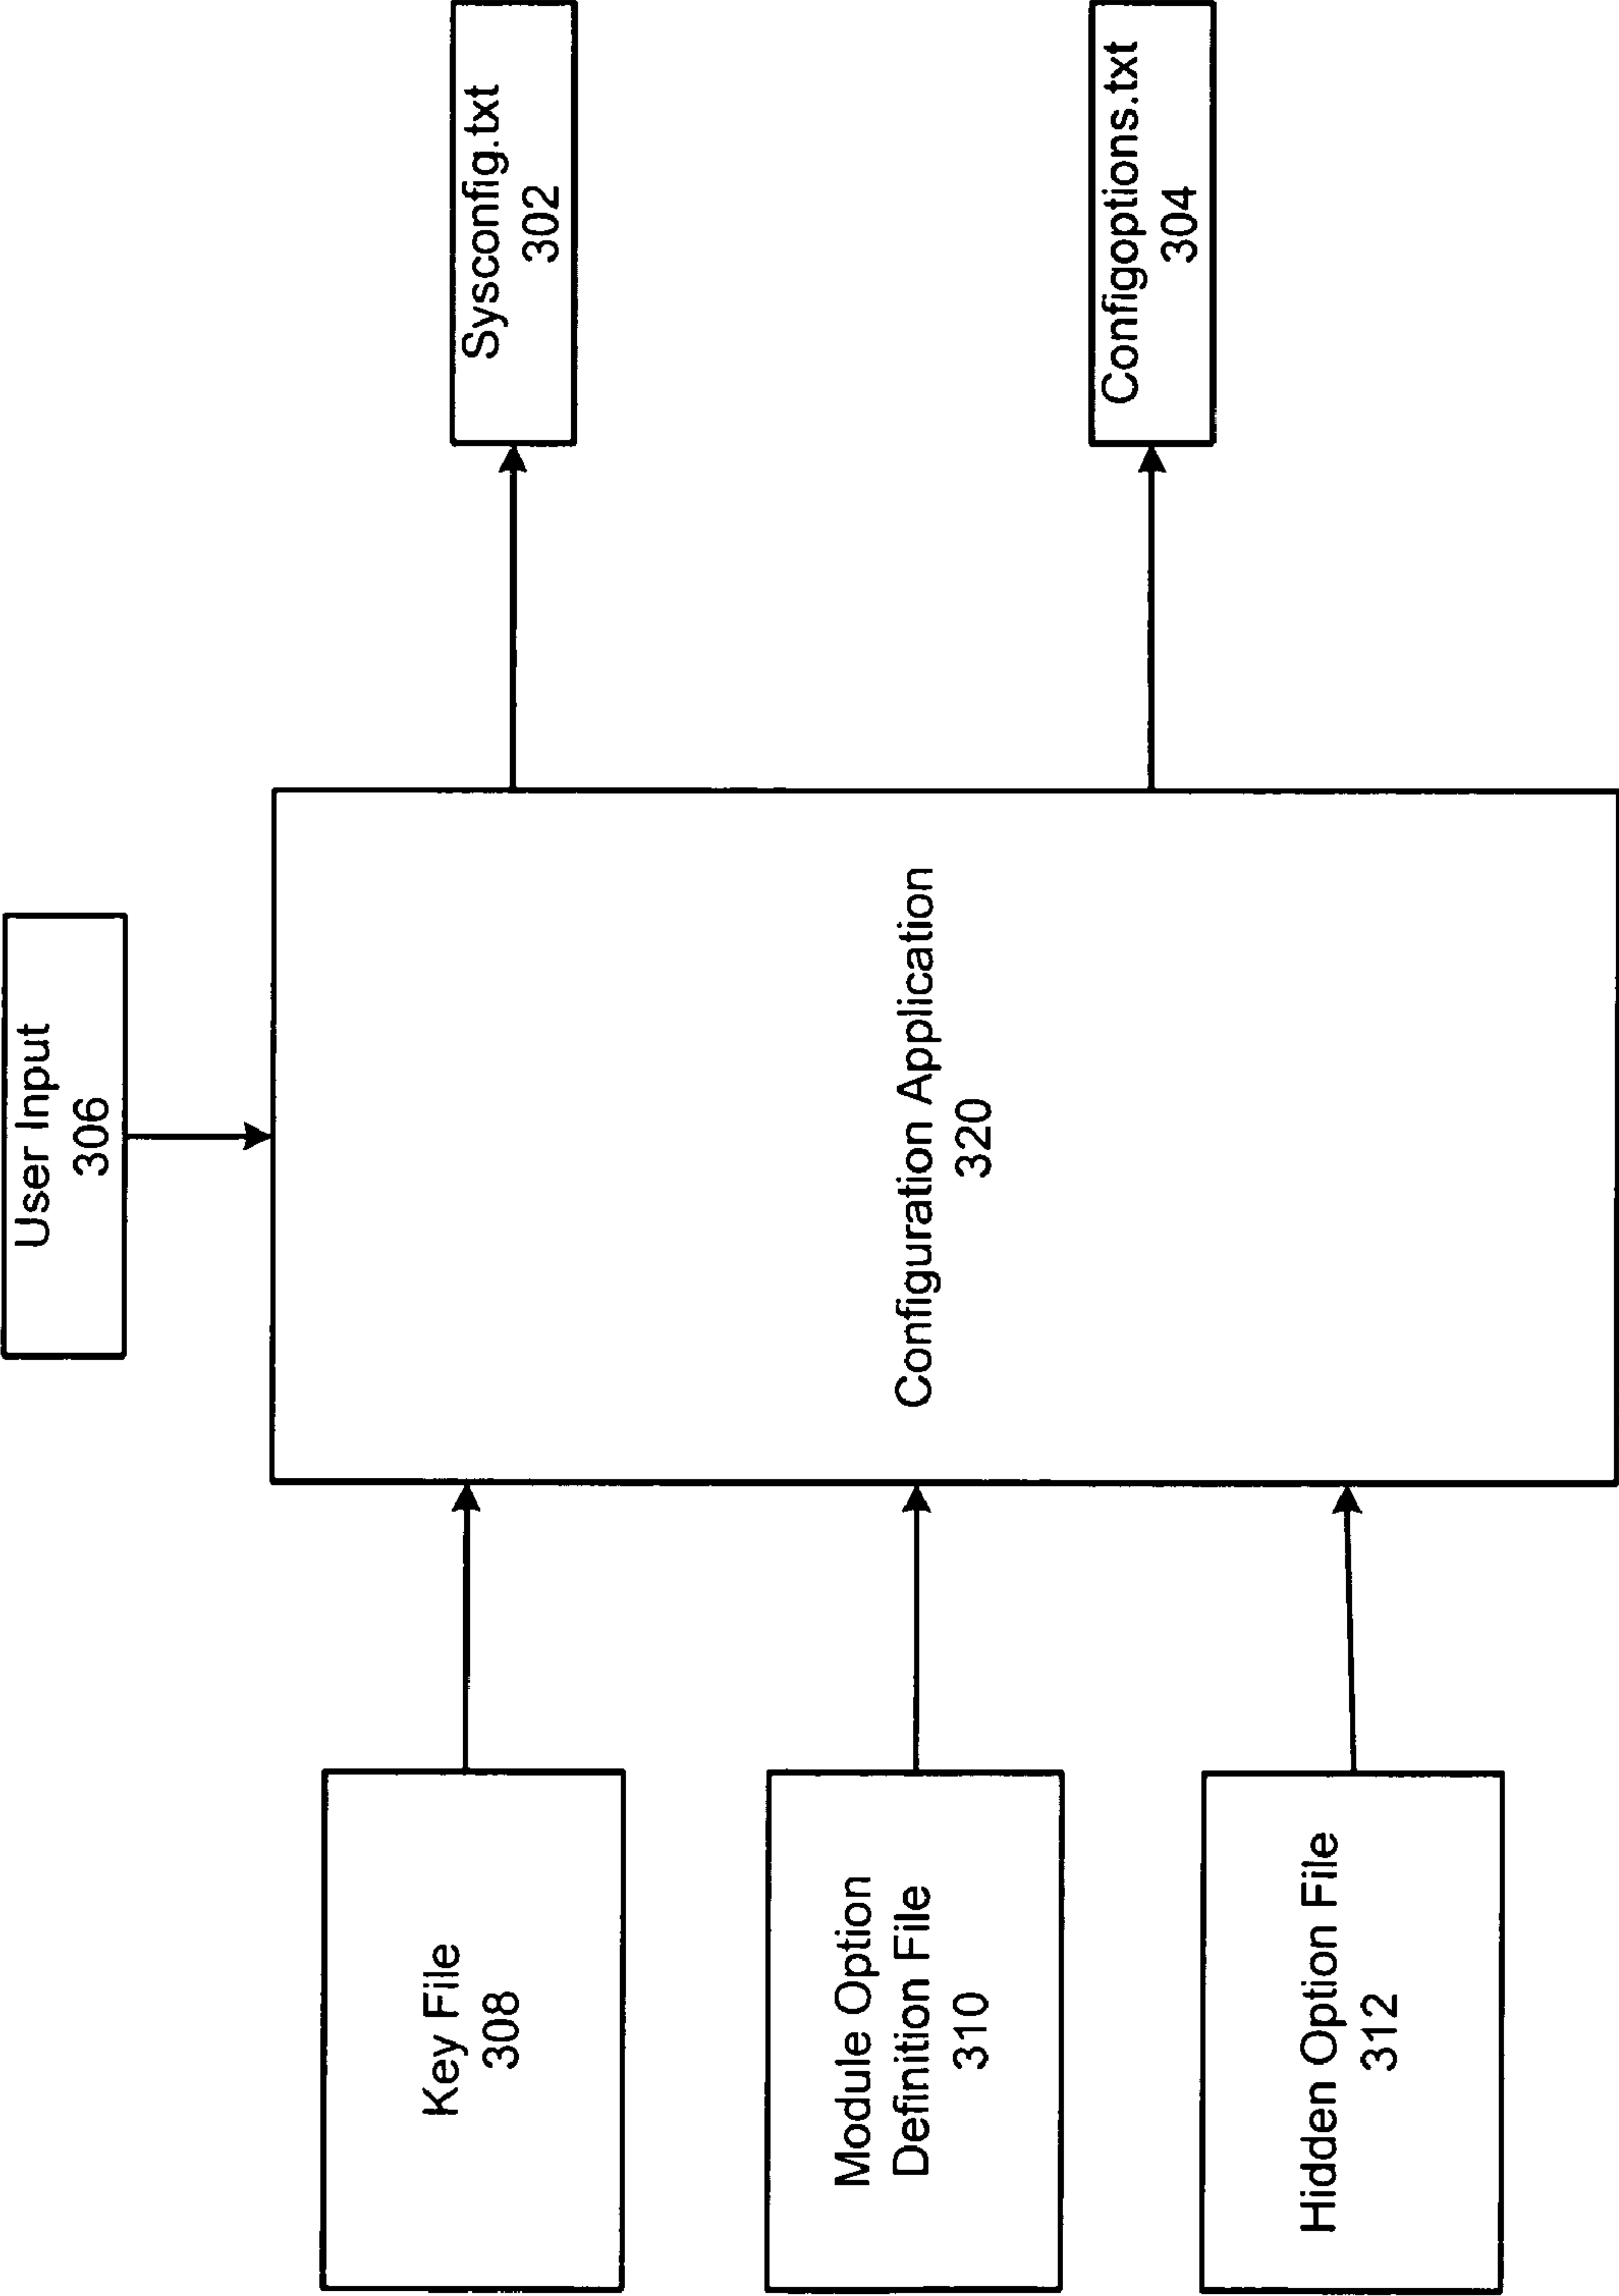 User Input
306
Key File
308
Module Option
Definition File
310
Hidden Option File
312
Configuration Application
320
Sysconfig.txt
302
Configoptions.txt
304